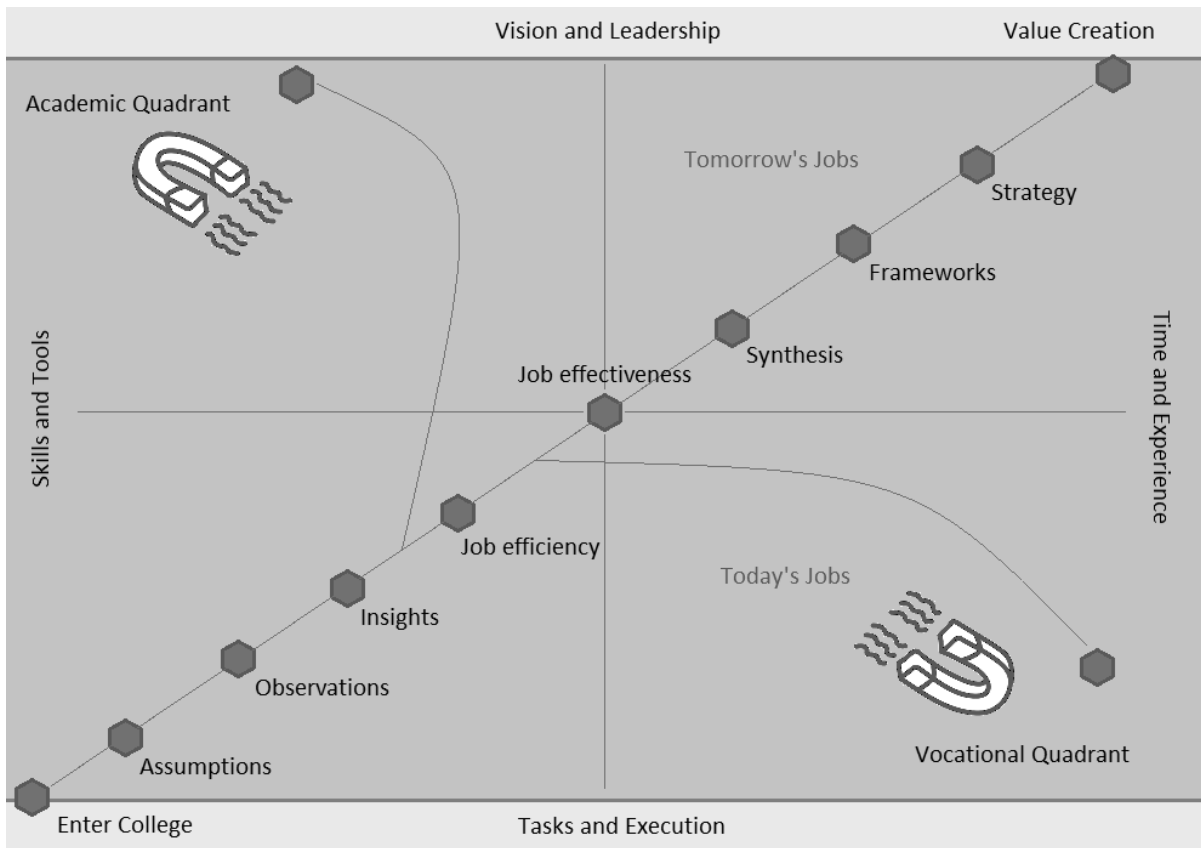 Vision and Leadership
Value Creation
Academic Quadrant
Tomorrow's Jobs
Strategy
Frameworks
Synthesis
Job effectiveness
Skills and Tools
Time and Experience
Job efficiency
Today's Jobs
Insights
Observations
Assumptions
Vocational Quadrant
Enter College
Tasks and Execution